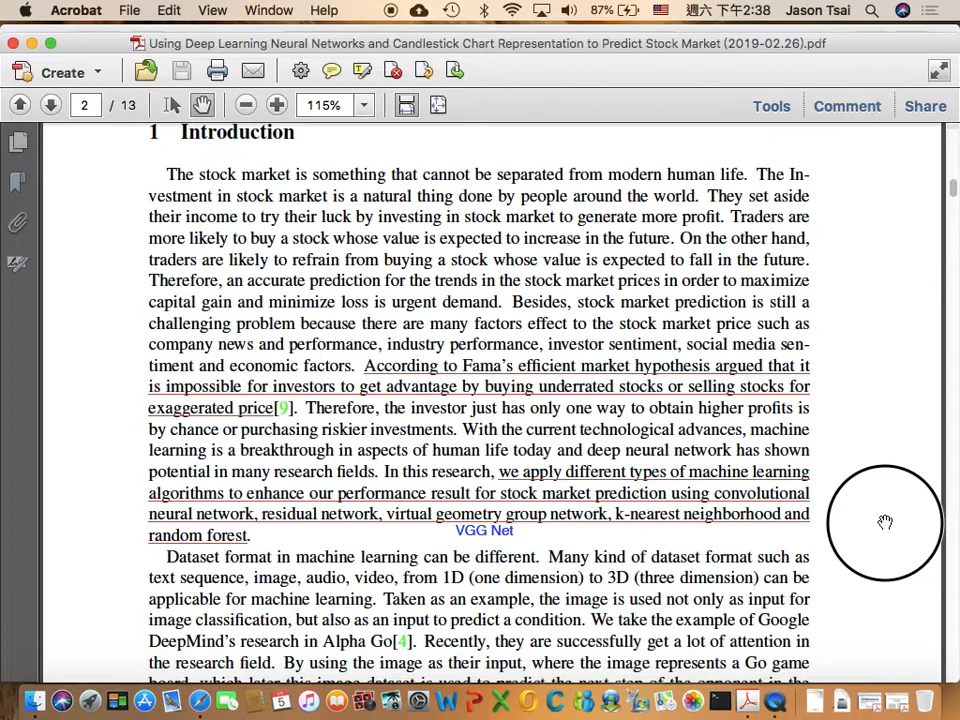 Acrobat File Edit View Window Help 87% 週六 下午2:38 Jason Tsai
Using Deep Learning Neural Networks and Candlestick Chart Representation to Predict Stock Market (2019-02.26).pdf
Create
2 / 13 115% Tools Comment Share
1 Introduction
The stock market is something that cannot be separated from modern human life. The In-
vestment in stock market is a natural thing done by people around the world. They set aside
their income to try their luck by investing in stock market to generate more profit. Traders are
more likely to buy a stock whose value is expected to increase in the future. On the other hand,
traders are likely to refrain from buying a stock whose value is expected to fall in the future.
Therefore, an accurate prediction for the trends in the stock market prices in order to maximize
capital gain and minimize loss is urgent demand. Besides, stock market prediction is still a
challenging problem because there are many factors effect to the stock market price such as
company news and performance, industry performance, investor sentiment, social media sen-
timent and economic factors. According to Fama's efficient market hypothesis argued that it
is impossible for investors to get advantage by buying underrated stocks or selling stocks for
exaggerated price[9]. Therefore, the investor just has only one way to obtain higher profits is
by chance or purchasing riskier investments. With the current technological advances, machine
learning is a breakthrough in aspects of human life today and deep neural network has shown
potential in many research fields. In this research, we apply different types of machine learning
algorithms to enhance our performance result for stock market prediction using convolutional
neural network, residual network, virtual geometry group network, k-nearest neighborhood and
random forest.
VGG Net
Dataset format in machine learning can be different. Many kind of dataset format such as
text sequence, image, audio, video, from 1D (one dimension) to 3D (three dimension) can be
applicable for machine learning. Taken as an example, the image is used not only as input for
image classification, but also as an input to predict a condition. We take the example of Google
DeepMind's research in Alpha Go[4]. Recently, they are successfully get a lot of attention in
the research field. By using the image as their input, where the image represents a Go game
board, which later this image dataset is used to predict the next step of the opponent in the